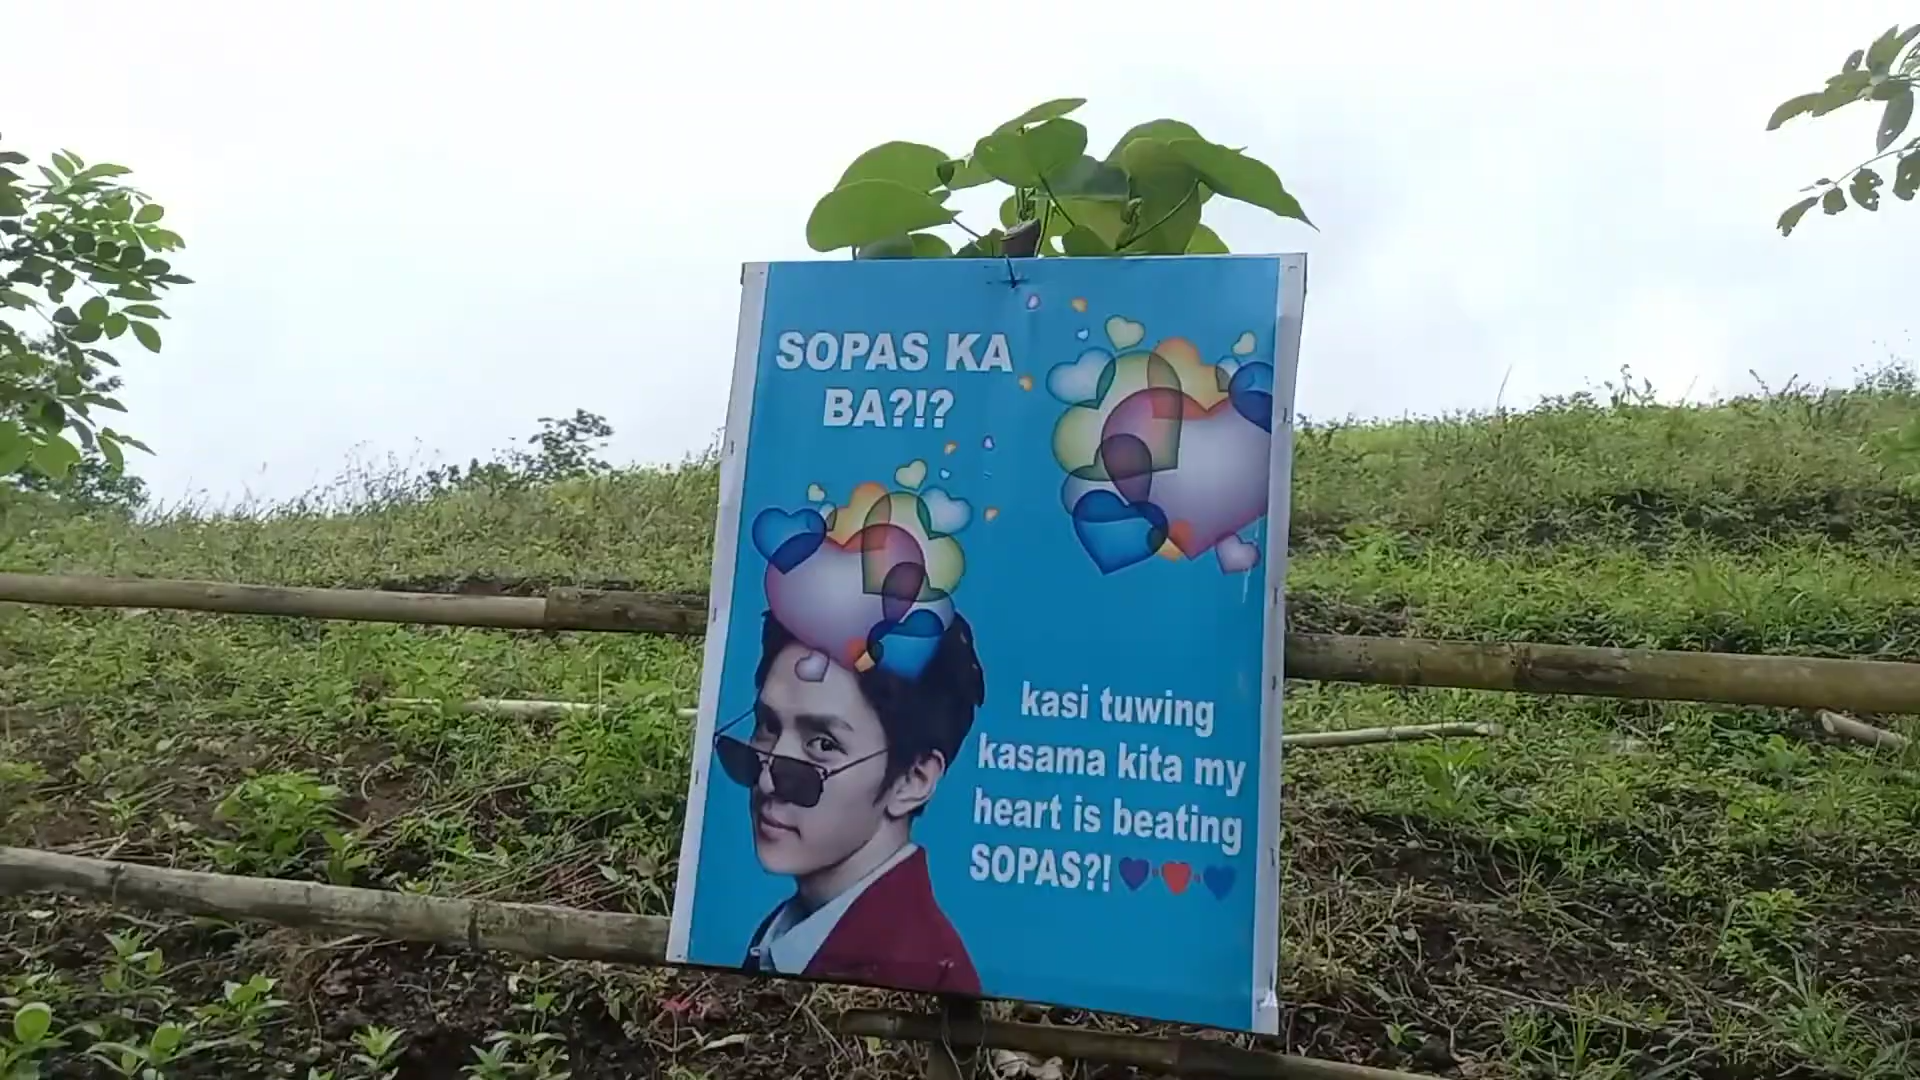 SOPAS KA
BA?!?
kasi tuwing
kasama kita my
heart is beating
SOPAS?!💜·❤️·💙